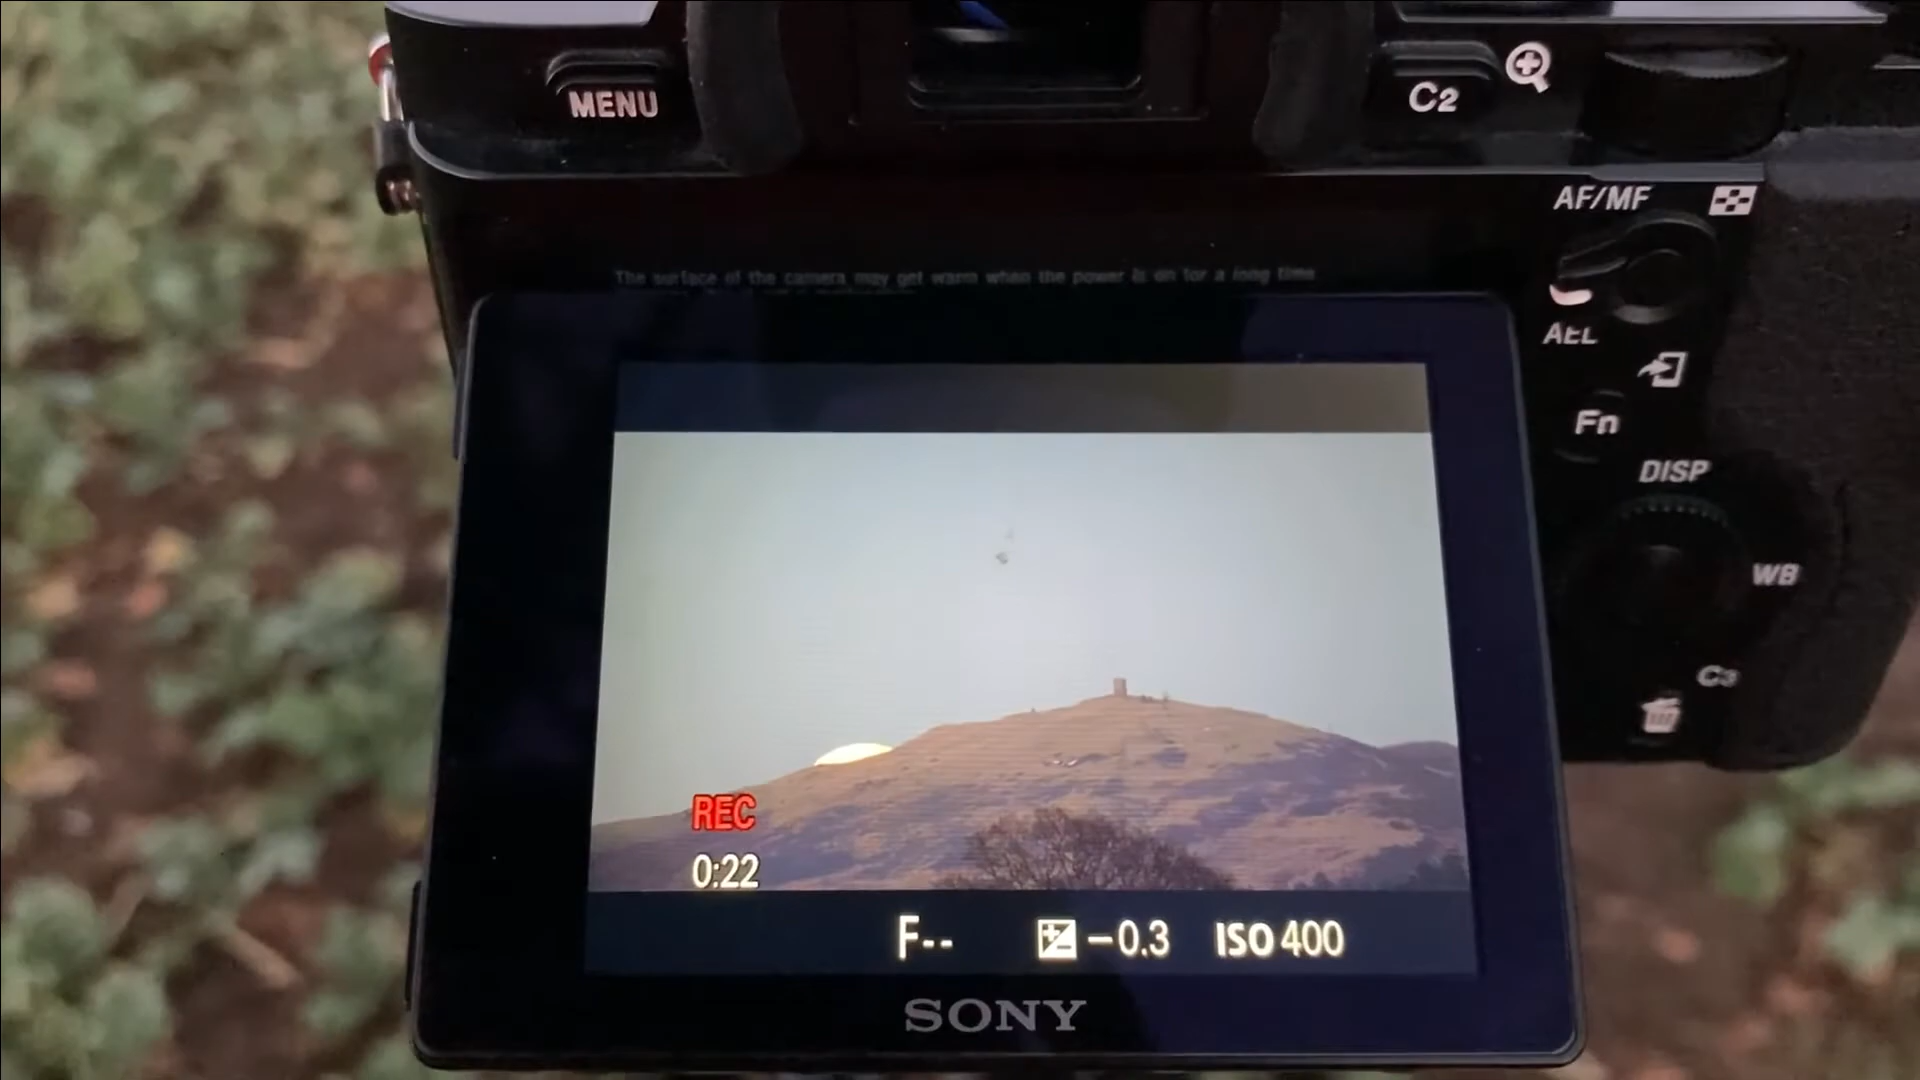 MENU
C2
AF/MF
The surface of the camera may get warm when the power is on for a long time
AEL
Fn
DISP
WB
C3
REC
0:22
F-- −0.3 ISO 400
SONY